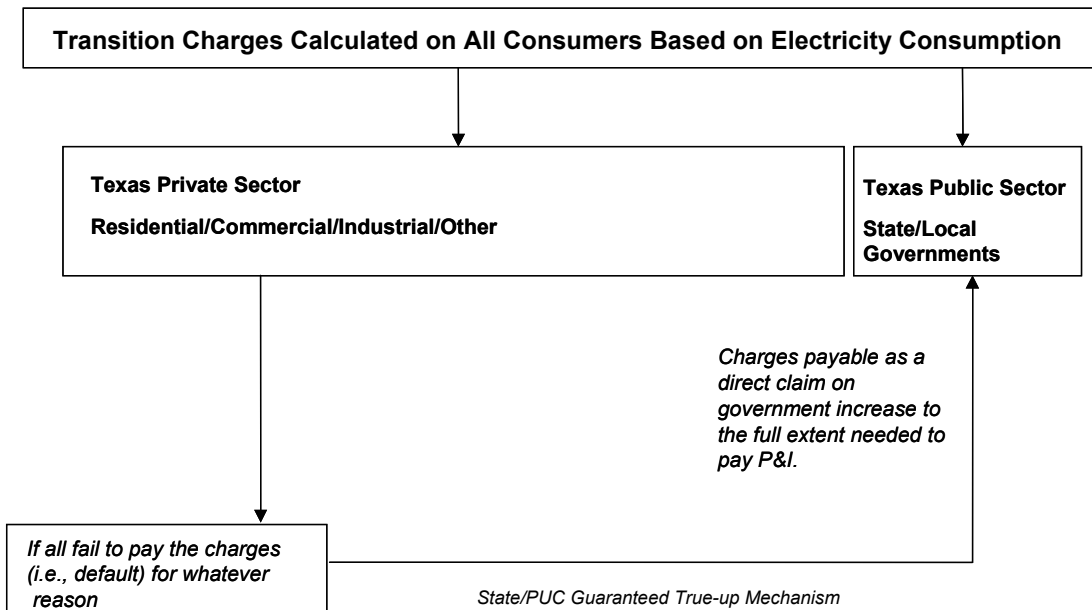 Transition Charges Calculated on All Consumers Based on Electricity Consumption
Texas Private Sector
Residential/Commercial/Industrial/Other
Texas Public Sector
State/Local
Governments
Charges payable as a
direct claim on
government increase to
the full extent needed to
pay P&I.
If all fail to pay the charges
(i.e., default) for whatever
reason
State/PUC Guaranteed True-up Mechanism